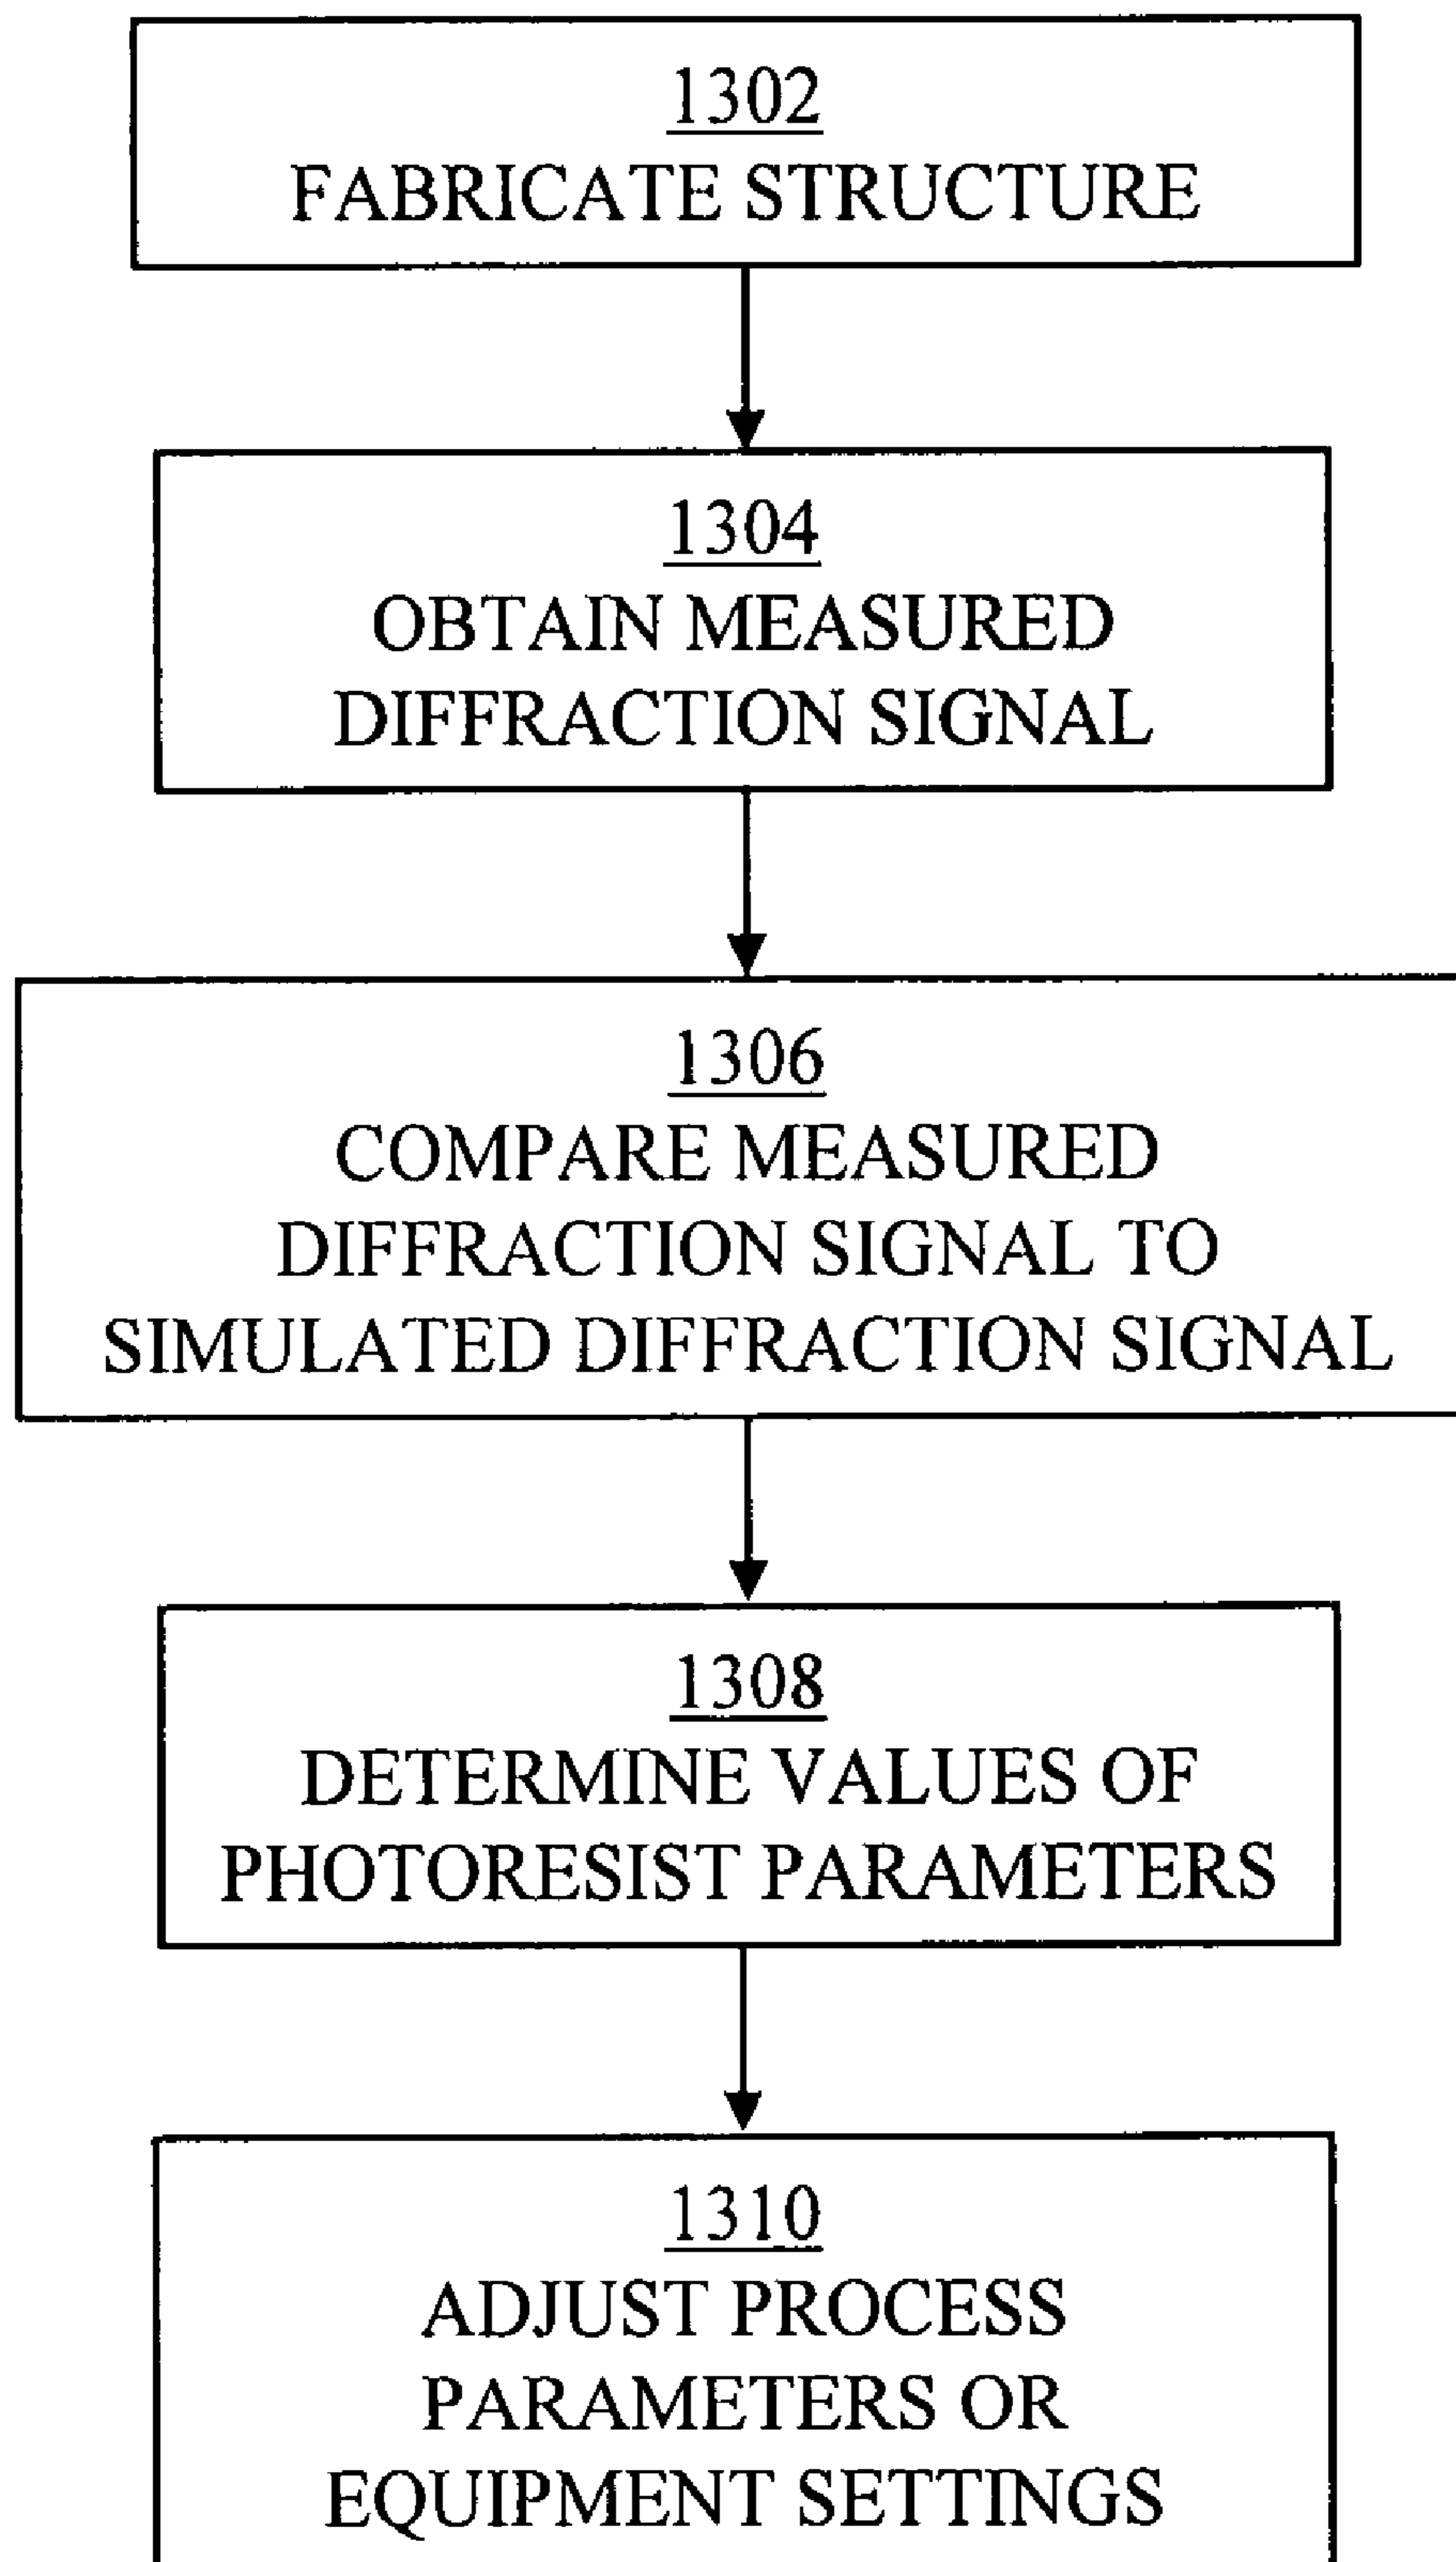 1302
FABRICATE STRUCTURE
1304
OBTAIN MEASURED
DIFFRACTION SIGNAL
1306
COMPARE MEASURED
DIFFRACTION SIGNAL TO
SIMULATED DIFFRACTION SIGNAL
1308
DETERMINE VALUES OF
PHOTORESIST PARAMETERS
1310
ADJUST PROCESS
PARAMETERS OR
EQUIPMENT SETTINGS